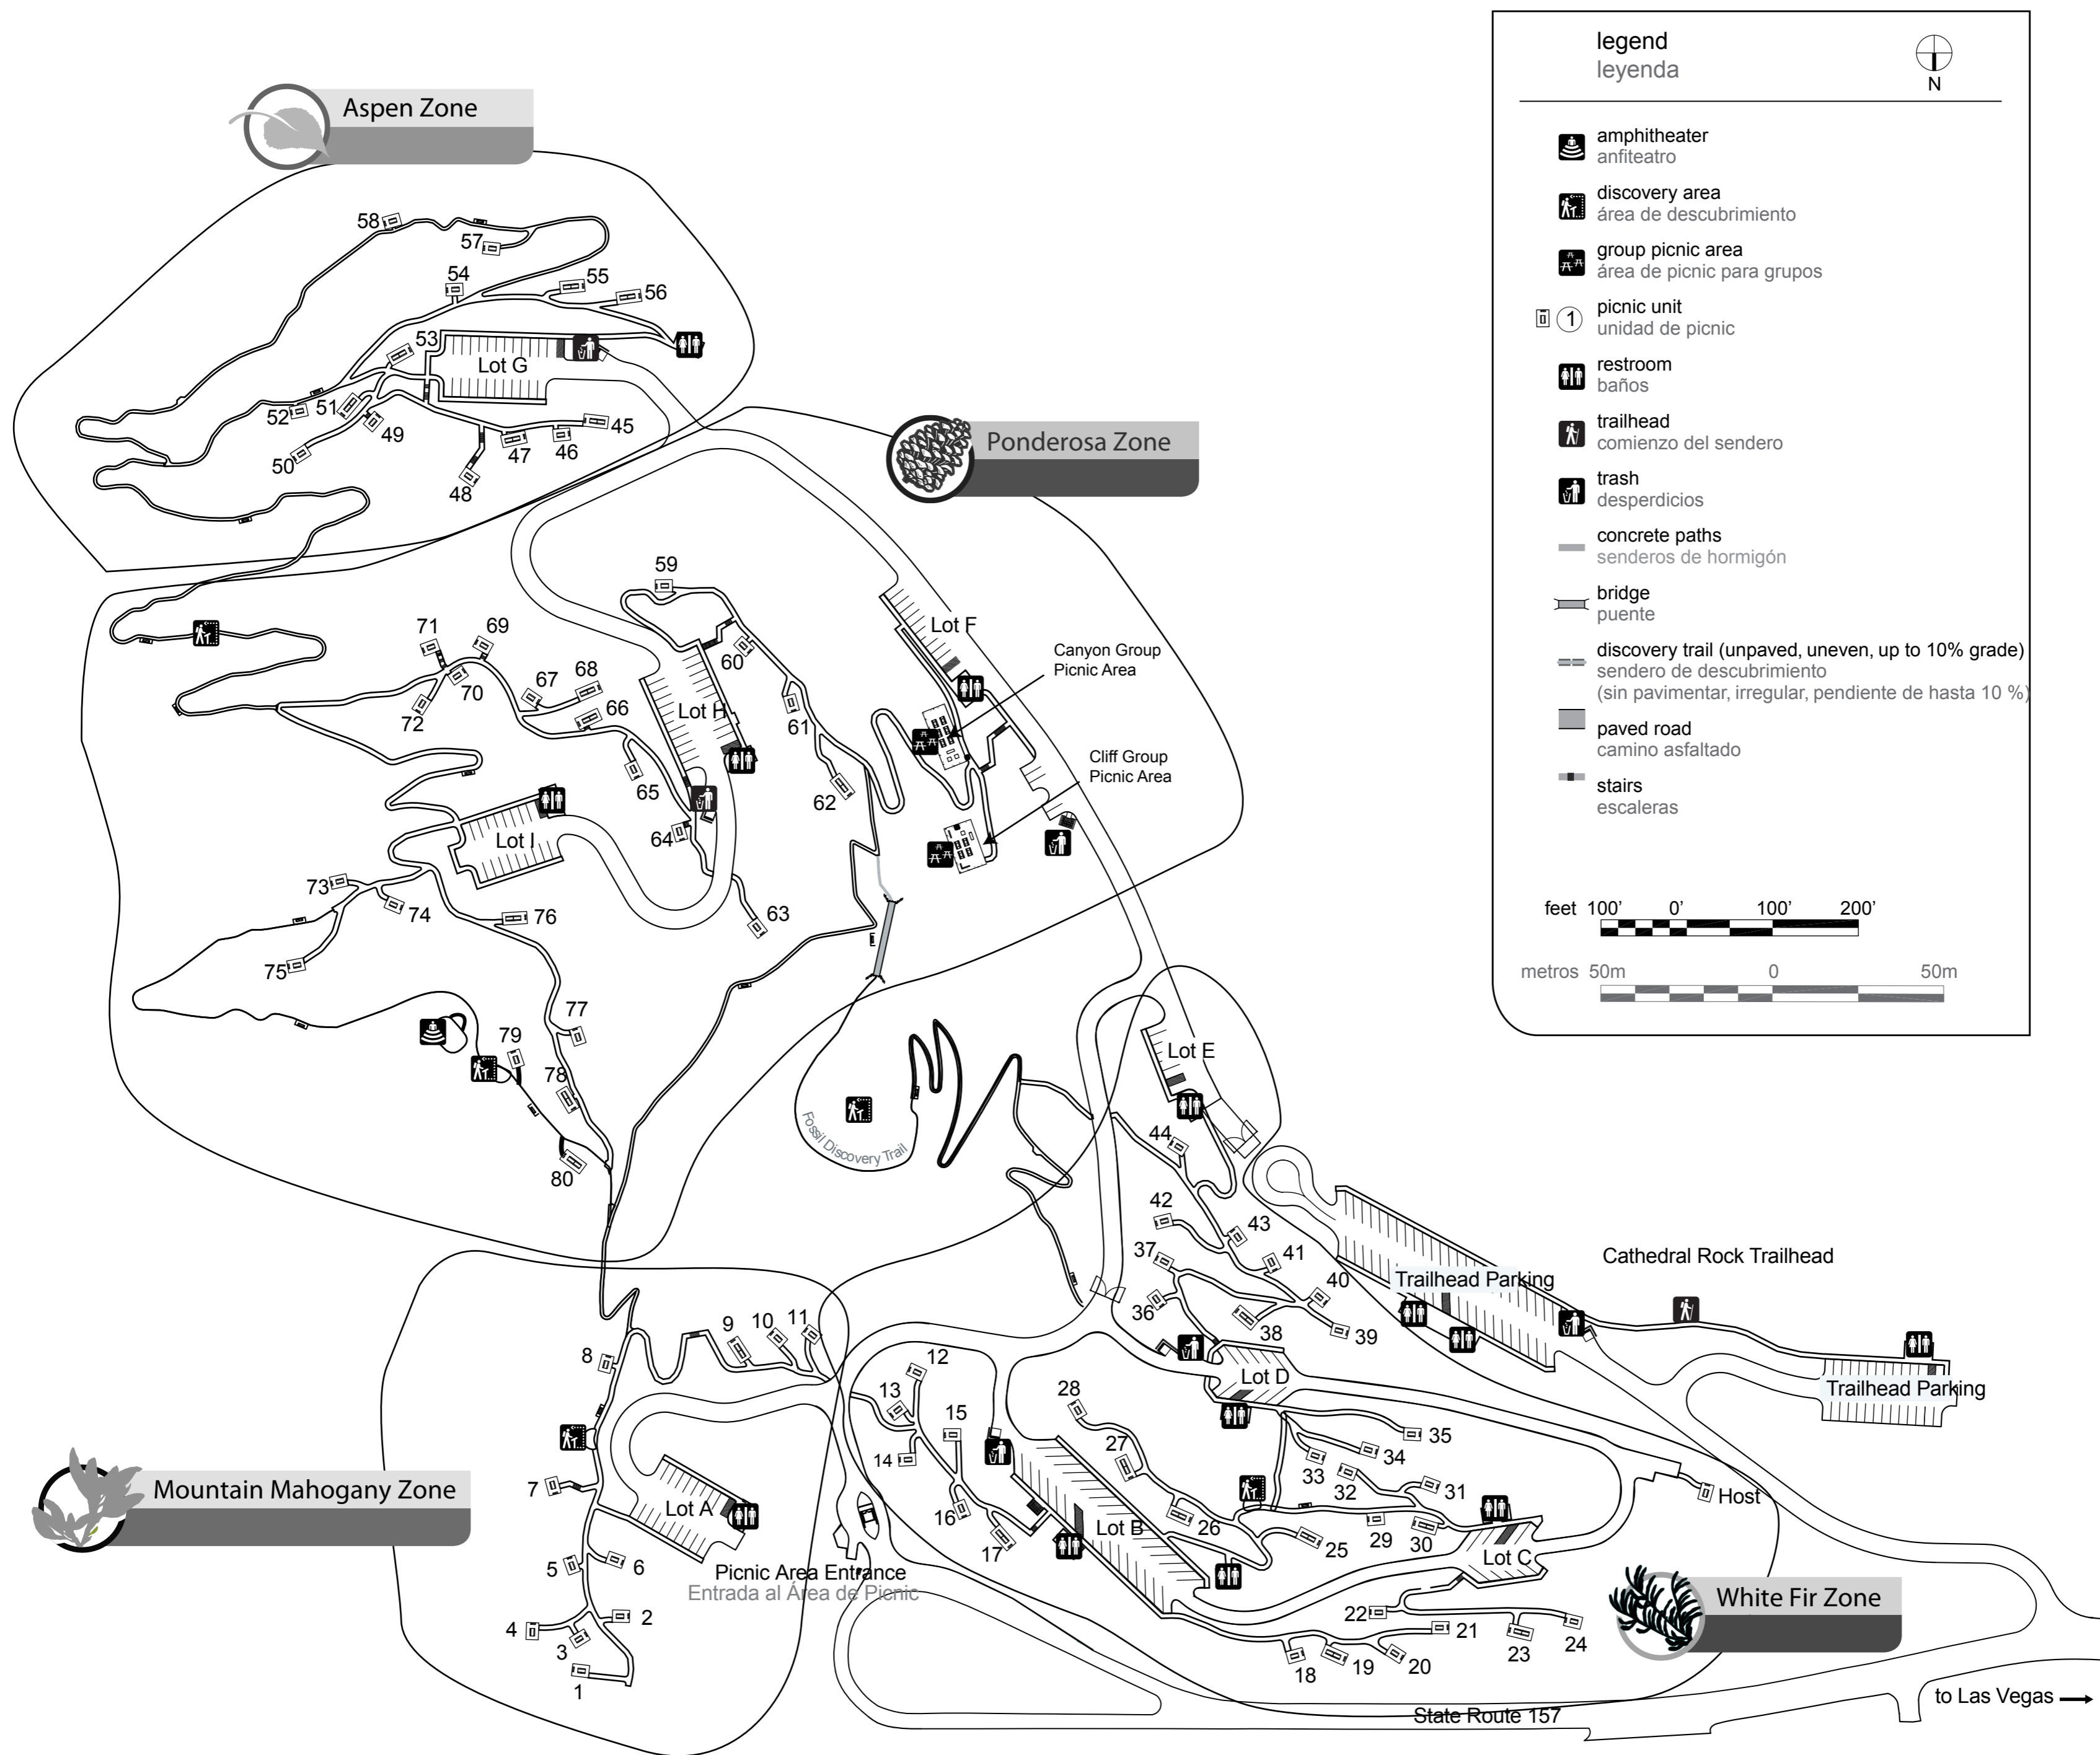 legend
leyenda
N
amphitheater
anfiteatro
discovery area
área de descubrimiento
group picnic area
área de picnic para grupos
1
picnic unit
unidad de picnic
restroom
baños
trailhead
comienzo del sendero
trash
desperdicios
concrete paths
senderos de hormigón
bridge
puente
discovery trail (unpaved, uneven, up to 10% grade)
sendero de descubrimiento
(sin pavimentar, irregular, pendiente de hasta 10 %)
paved road
camino asfaltado
stairs
escaleras
feet 100’ 0’ 100’ 200’
metros 50m 0 50m
Aspen Zone
58
57
54
55
56
53
Lot G
52
51
49
50
45
46
47
48
Ponderosa Zone
59
Lot F
60
Canyon Group
Picnic Area
71
69
67
68
70
72
66
Lot H
61
Cliff Group
Picnic Area
65
62
64
Lot I
73
74
76
63
75
77
79
78
80
Fossil Discovery Trail
Lot E
44
42
43
37
41
40
36
38
39
Cathedral Rock Trailhead
Trailhead Parking
Trailhead Parking
9
10
11
8
12
13
15
14
16
17
28
27
Lot D
35
34
33
32
31
26
25
29
30
Lot B
Lot C
Host
Mountain Mahogany Zone
7
Lot A
5
6
Picnic Area Entrance
Entrada al Área de Picnic
4
3
2
1
22
21
23
24
18
19
20
White Fir Zone
State Route 157
to Las Vegas